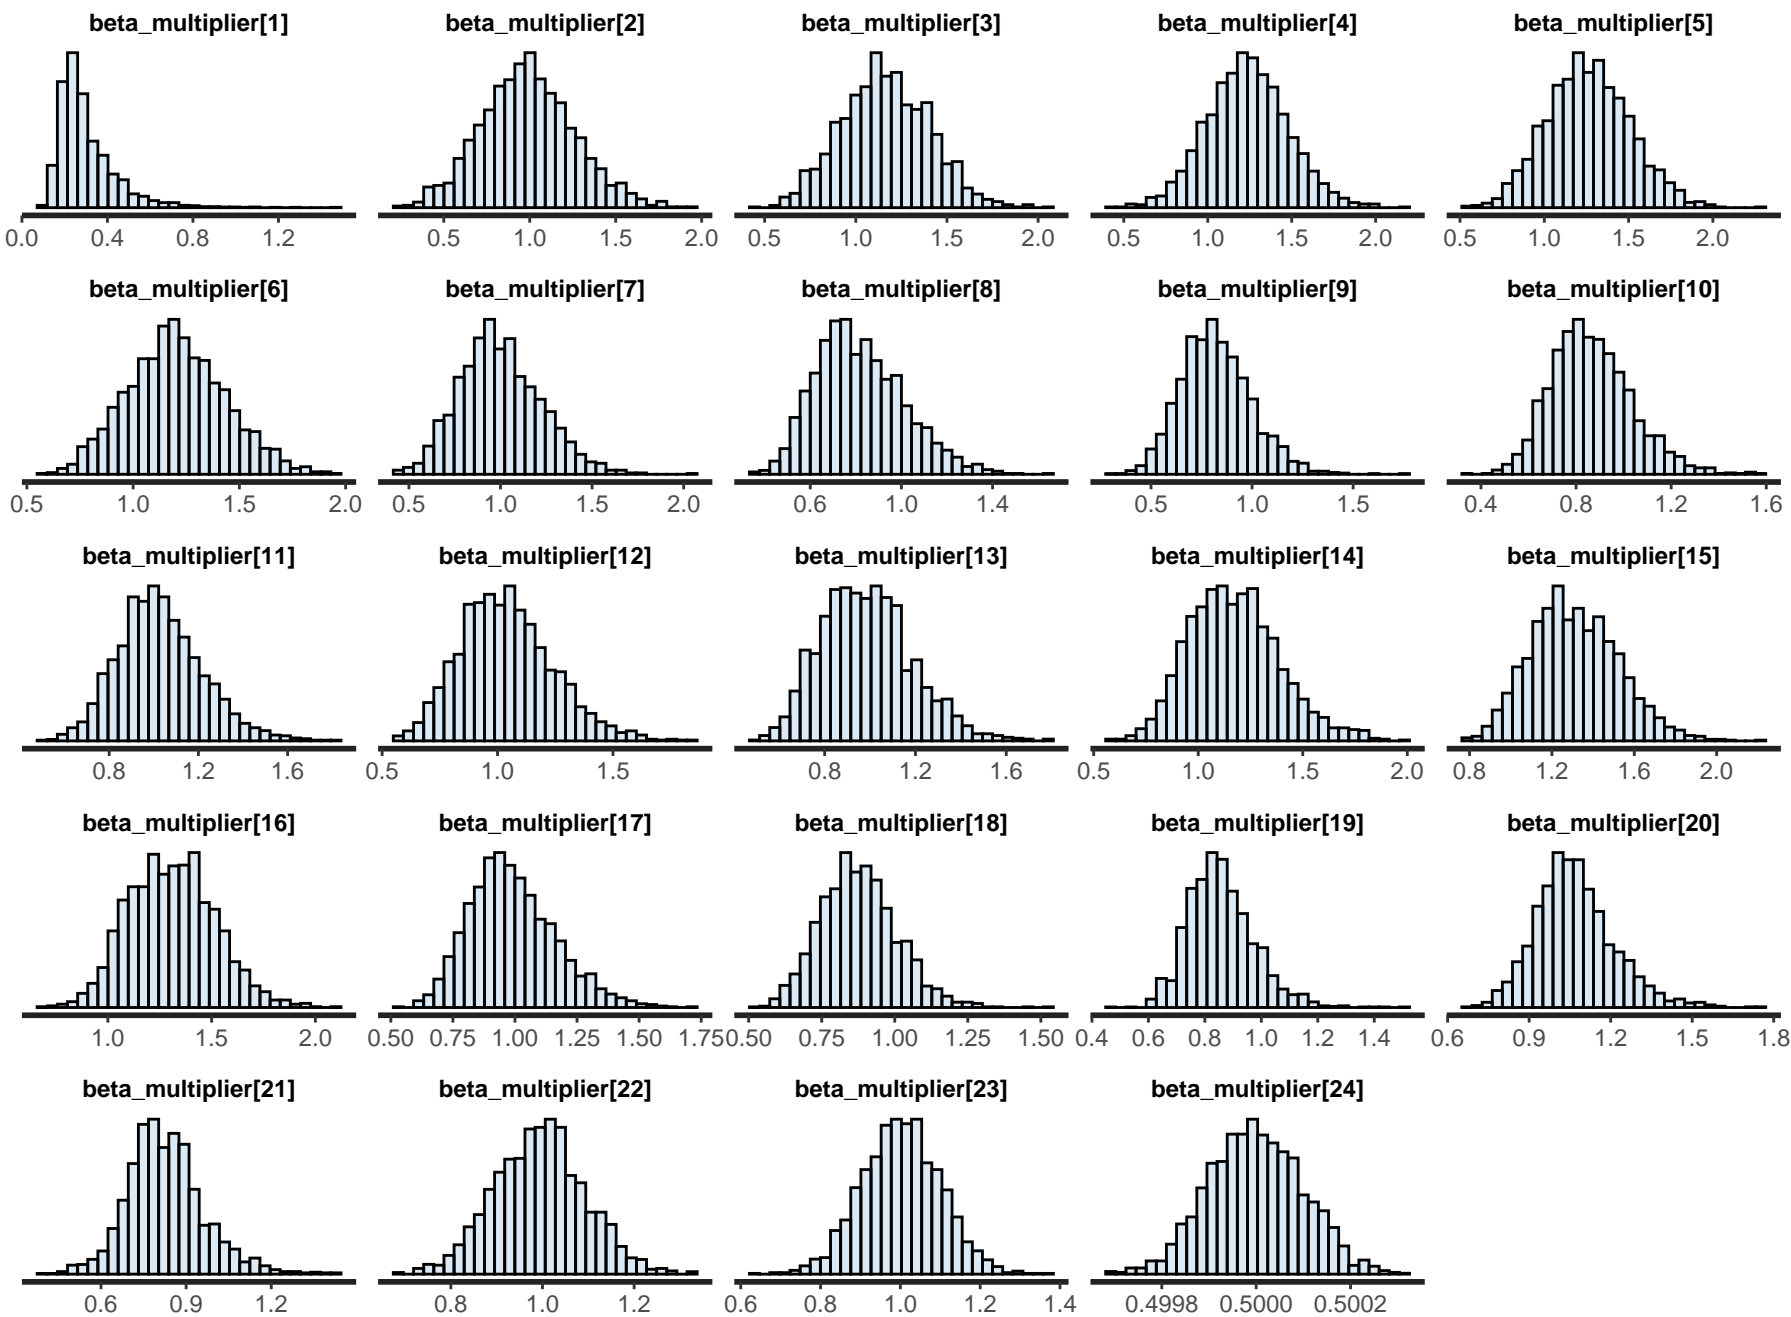 beta_multiplier[1] beta_multiplier[2] beta_multiplier[3] beta_multiplier[4] beta_multiplier[5]
0.0 0.4 0.8 1.2 0.5 1.0 1.5 2.0 0.5 1.0 1.5 2.0 0.5 1.0 1.5 2.0 0.5 1.0 1.5 2.0
beta_multiplier[6] beta_multiplier[7] beta_multiplier[8] beta_multiplier[9] beta_multiplier[10]
0.5 1.0 1.5 2.0 0.5 1.0 1.5 2.0 0.6 1.0 1.4 0.5 1.0 1.5 0.4 0.8 1.2 1.6
beta_multiplier[11] beta_multiplier[12] beta_multiplier[13] beta_multiplier[14] beta_multiplier[15]
0.8 1.2 1.6 0.5 1.0 1.5 0.8 1.2 1.6 0.5 1.0 1.5 2.0 0.8 1.2 1.6 2.0
beta_multiplier[16] beta_multiplier[17] beta_multiplier[18] beta_multiplier[19] beta_multiplier[20]
1.0 1.5 2.0 0.50 0.75 1.00 1.25 1.50 1.75 0.50 0.75 1.00 1.25 1.50 0.4 0.6 0.8 1.0 1.2 1.4 0.6 0.9 1.2 1.5 1.8
beta_multiplier[21] beta_multiplier[22] beta_multiplier[23] beta_multiplier[24]
0.6 0.9 1.2 0.8 1.0 1.2 0.6 0.8 1.0 1.2 1.4 0.4998 0.5000 0.5002